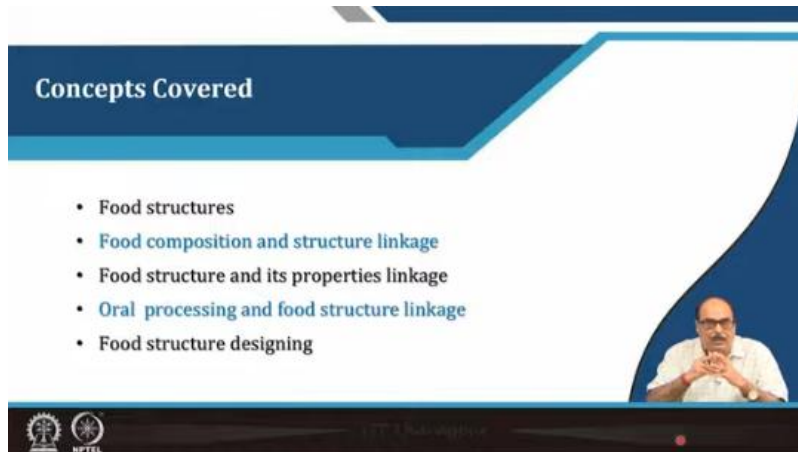 Concepts Covered
• Food structures
• Food composition and structure linkage
• Food structure and its properties linkage
• Oral processing and food structure linkage
• Food structure designing
NPTEL